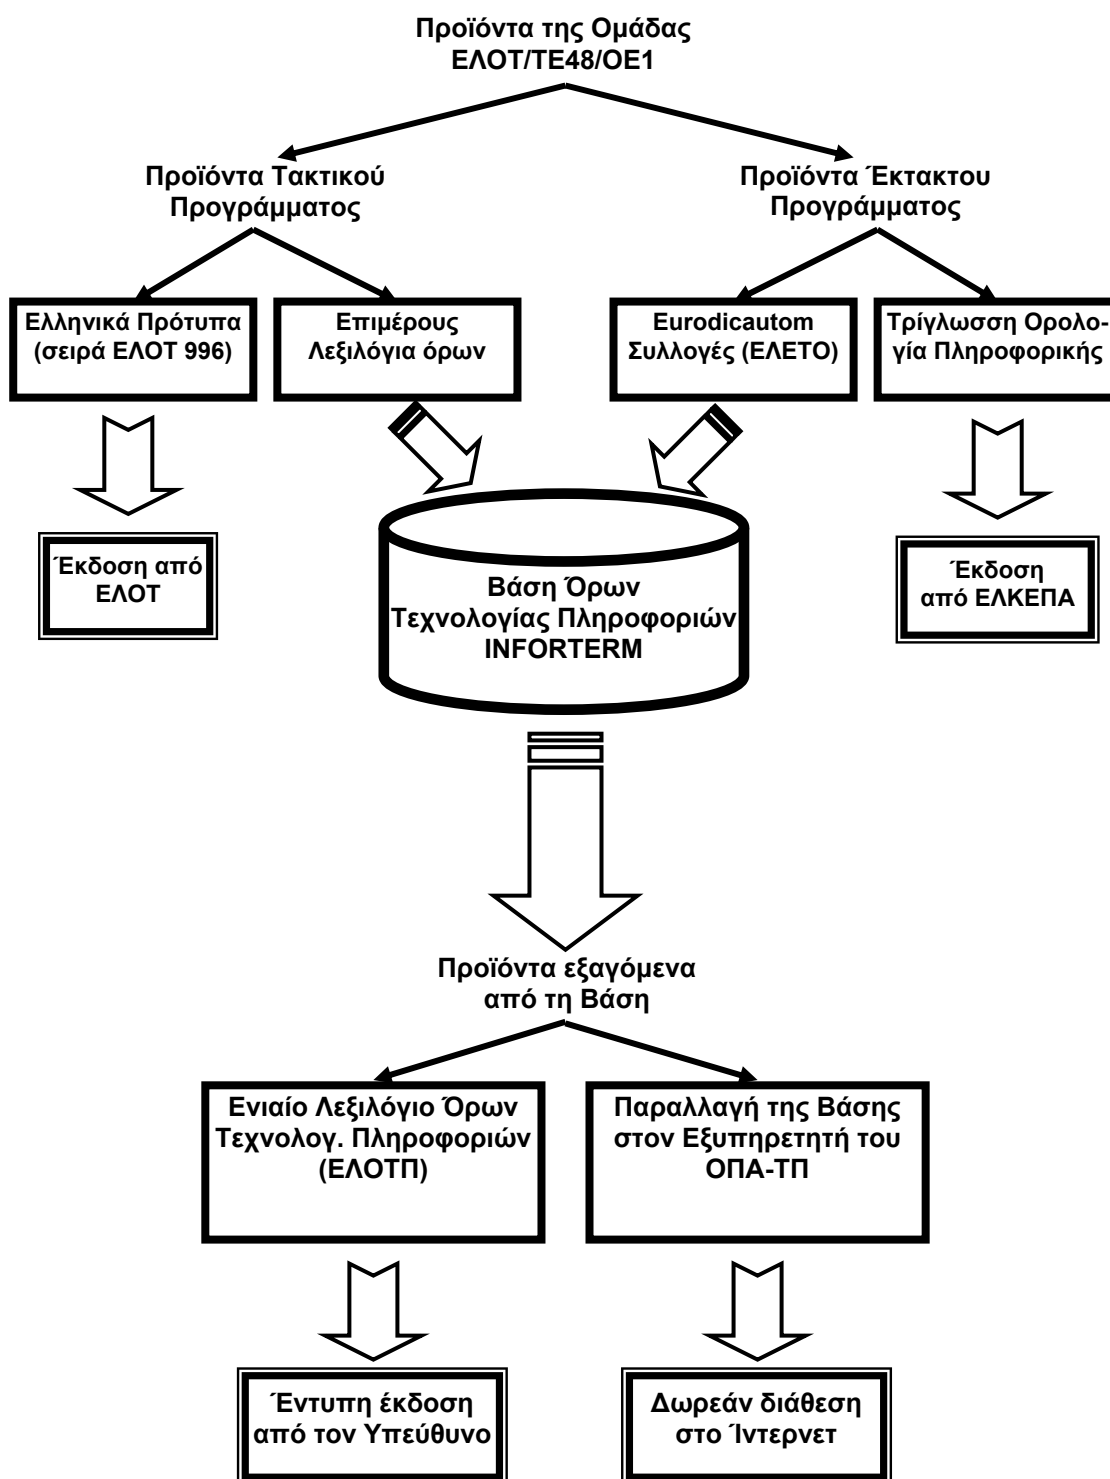 Προϊόντα της Ομάδας
ΕΛΟΤ/ΤΕ48/ΟΕ1
Προϊόντα Τακτικού
Προγράμματος
Προϊόντα Έκτακτου
Προγράμματος
Ελληνικά Πρότυπα
(σειρά ΕΛΟΤ 996)
Επιμέρους
Λεξιλόγια όρων
Eurodicautom
Συλλογές (ΕΛΕΤΟ)
Τρίγλωσση Ορολο-
γία Πληροφορικής
Έκδοση από
ΕΛΟΤ
Βάση Όρων
Τεχνολογίας Πληροφοριών
INFORTERM
Έκδοση
από ΕΛΚΕΠΑ
Προϊόντα εξαγόμενα
από τη Βάση
Ενιαίο Λεξιλόγιο Όρων
Τεχνολογ. Πληροφοριών
(ΕΛΟΤΠ)
Παραλλαγή της Βάσης
στον Εξυπηρετητή του
ΟΠΑ-ΤΠ
Έντυπη έκδοση
από τον Υπεύθυνο
Δωρεάν διάθεση
στο Ίντερνετ